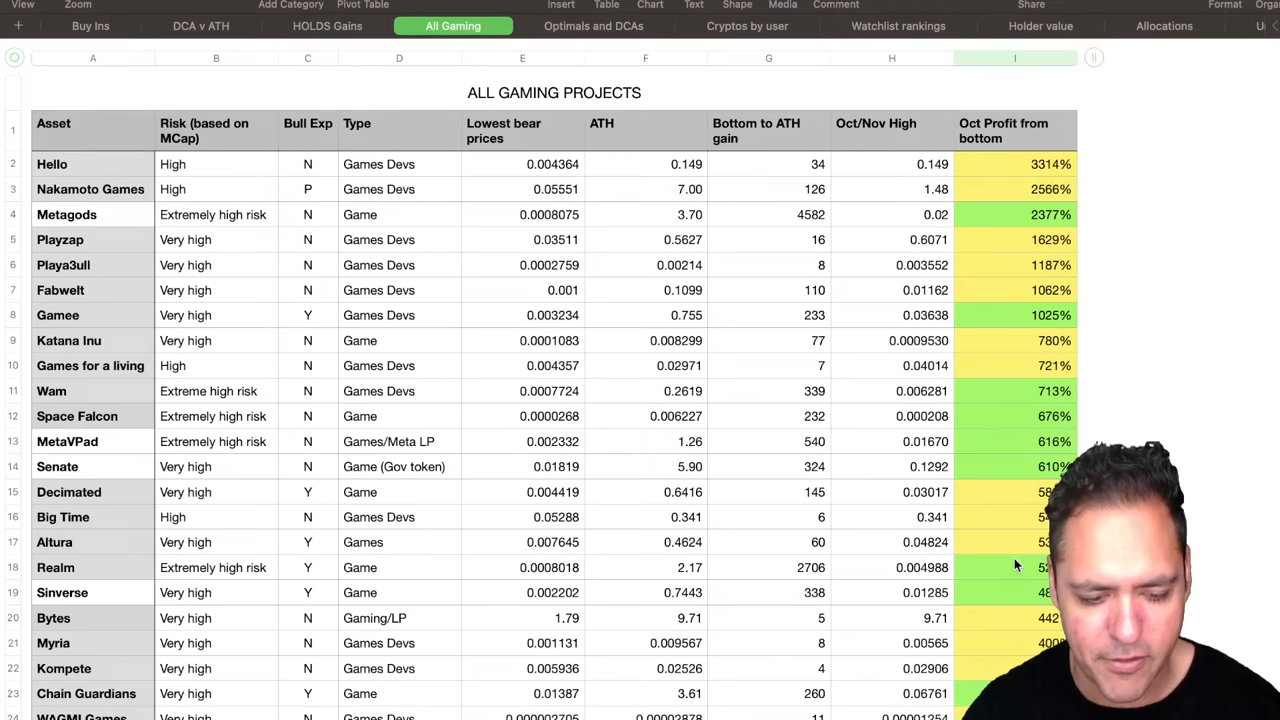 View Zoom Add Category Pivot Table Insert Table Chart Text Shape Media Comment Share Format
+ Buy Ins DCA v ATH HOLDS Gains All Gaming Optimals and DCAs Cryptos by user Watchlist rankings Holder value Allocations
A B C D E F G H I
ALL GAMING PROJECTS
1 Asset Risk (based on MCap) Bull Exp Type Lowest bear prices ATH Bottom to ATH gain Oct/Nov High Oct Profit from bottom
2 Hello High N Games Devs 0.004364 0.149 34 0.149 3314%
3 Nakamoto Games High P Games Devs 0.05551 7.00 126 1.48 2566%
4 Metagods Extremely high risk N Game 0.0008075 3.70 4582 0.02 2377%
5 Playzap Very high N Games Devs 0.03511 0.5627 16 0.6071 1629%
6 Playa3ull Very high N Games Devs 0.0002759 0.00214 8 0.003552 1187%
7 Fabwelt Very high N Games Devs 0.001 0.1099 110 0.01162 1062%
8 Gamee Very high Y Games Devs 0.003234 0.755 233 0.03638 1025%
9 Katana Inu Very high N Game 0.0001083 0.008299 77 0.0009530 780%
10 Games for a living High N Games Devs 0.004357 0.02971 7 0.04014 721%
11 Wam Extreme high risk N Games Devs 0.0007724 0.2619 339 0.006281 713%
12 Space Falcon Extremely high risk N Game 0.0000268 0.006227 232 0.000208 676%
13 MetaVPad Extremely high risk N Games/Meta LP 0.002332 1.26 540 0.01670 616%
14 Senate Very high N Game (Gov token) 0.01819 5.90 324 0.1292 610%
15 Decimated Very high Y Game 0.004419 0.6416 145 0.03017
16 Big Time High N Games Devs 0.05288 0.341 6 0.341
17 Altura Very high Y Games 0.007645 0.4624 60 0.04824
18 Realm Extremely high risk Y Game 0.0008018 2.17 2706 0.004988
19 Sinverse Very high Y Game 0.002202 0.7443 338 0.01285
20 Bytes Very high N Gaming/LP 1.79 9.71 5 9.71 442
21 Myria Very high N Games Devs 0.001131 0.009567 8 0.00565 400
22 Kompete Very high N Games Devs 0.005936 0.02526 4 0.02906
23 Chain Guardians Very high Y Game 0.01387 3.61 260 0.06761
24 WAGMI Games Very high N Games Devs 0.000002705 0.00002878 11 0.00001254